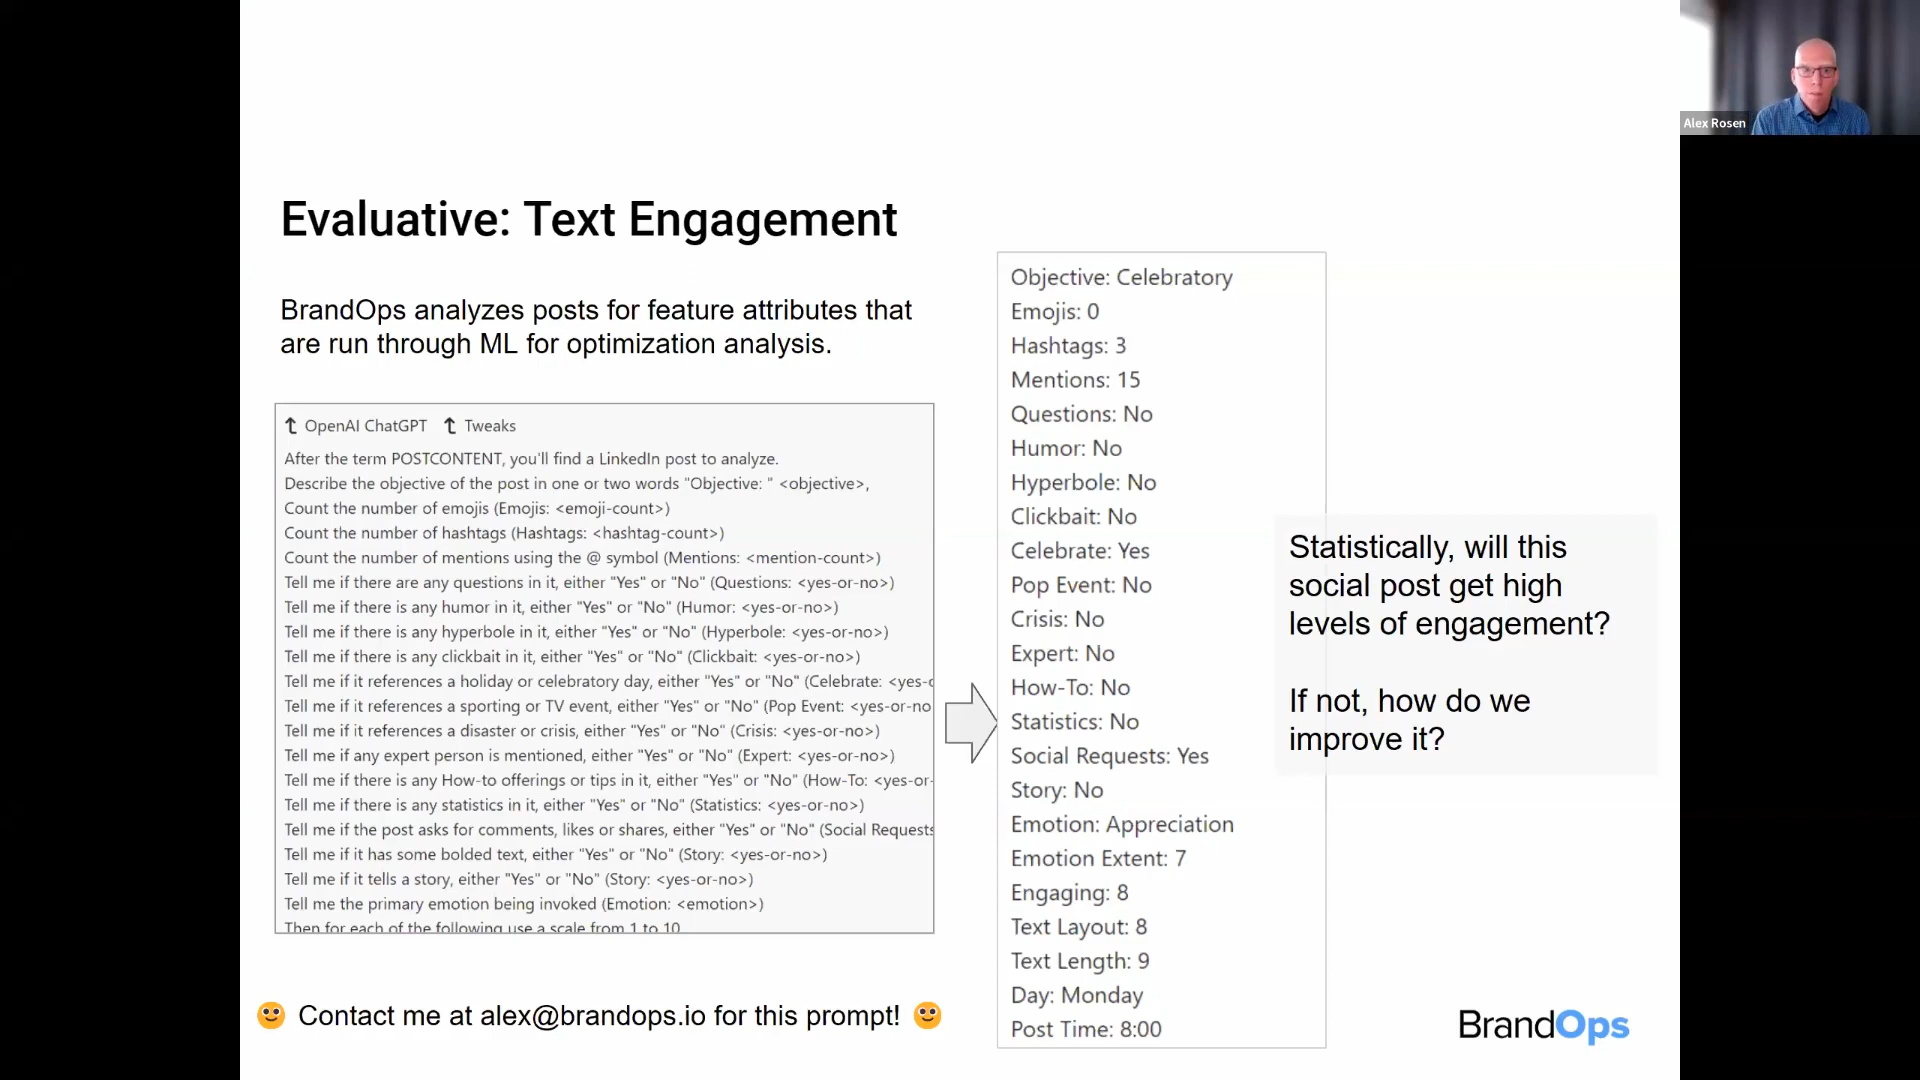 Alex Rosen
Evaluative: Text Engagement
BrandOps analyzes posts for feature attributes that
are run through ML for optimization analysis.
OpenAI ChatGPT Tweaks
After the term POSTCONTENT, you'll find a LinkedIn post to analyze.
Describe the objective of the post in one or two words "Objective: " <objective>,
Count the number of emojis (Emojis: <emoji-count>)
Count the number of hashtags (Hashtags: <hashtag-count>)
Count the number of mentions using the @ symbol (Mentions: <mention-count>)
Tell me if there are any questions in it, either "Yes" or "No" (Questions: <yes-or-no>)
Tell me if there is any humor in it, either "Yes" or "No" (Humor: <yes-or-no>)
Tell me if there is any hyperbole in it, either "Yes" or "No" (Hyperbole: <yes-or-no>)
Tell me if there is any clickbait in it, either "Yes" or "No" (Clickbait: <yes-or-no>)
Tell me if it references a holiday or celebratory day, either "Yes" or "No" (Celebrate: <yes-
Tell me if it references a sporting or TV event, either "Yes" or "No" (Pop Event: <yes-or-no
Tell me if it references a disaster or crisis, either "Yes" or "No" (Crisis: <yes-or-no>)
Tell me if any expert person is mentioned, either "Yes" or "No" (Expert: <yes-or-no>)
Tell me if there is any How-to offerings or tips in it, either "Yes" or "No" (How-To: <yes-or-
Tell me if there is any statistics in it, either "Yes" or "No" (Statistics: <yes-or-no>)
Tell me if the post asks for comments, likes or shares, either "Yes" or "No" (Social Requests
Tell me if it has some bolded text, either "Yes" or "No" (Story: <yes-or-no>)
Tell me if it tells a story, either "Yes" or "No" (Story: <yes-or-no>)
Tell me the primary emotion being invoked (Emotion: <emotion>)
Then for each of the following use a scale from 1 to 10
Objective: Celebratory
Emojis: 0
Hashtags: 3
Mentions: 15
Questions: No
Humor: No
Hyperbole: No
Clickbait: No
Celebrate: Yes
Pop Event: No
Crisis: No
Expert: No
How-To: No
Statistics: No
Social Requests: Yes
Story: No
Emotion: Appreciation
Emotion Extent: 7
Engaging: 8
Text Layout: 8
Text Length: 9
Day: Monday
Post Time: 8:00
Statistically, will this
social post get high
levels of engagement?
If not, how do we
improve it?
🙂 Contact me at alex@brandops.io for this prompt! 🙂
BrandOps